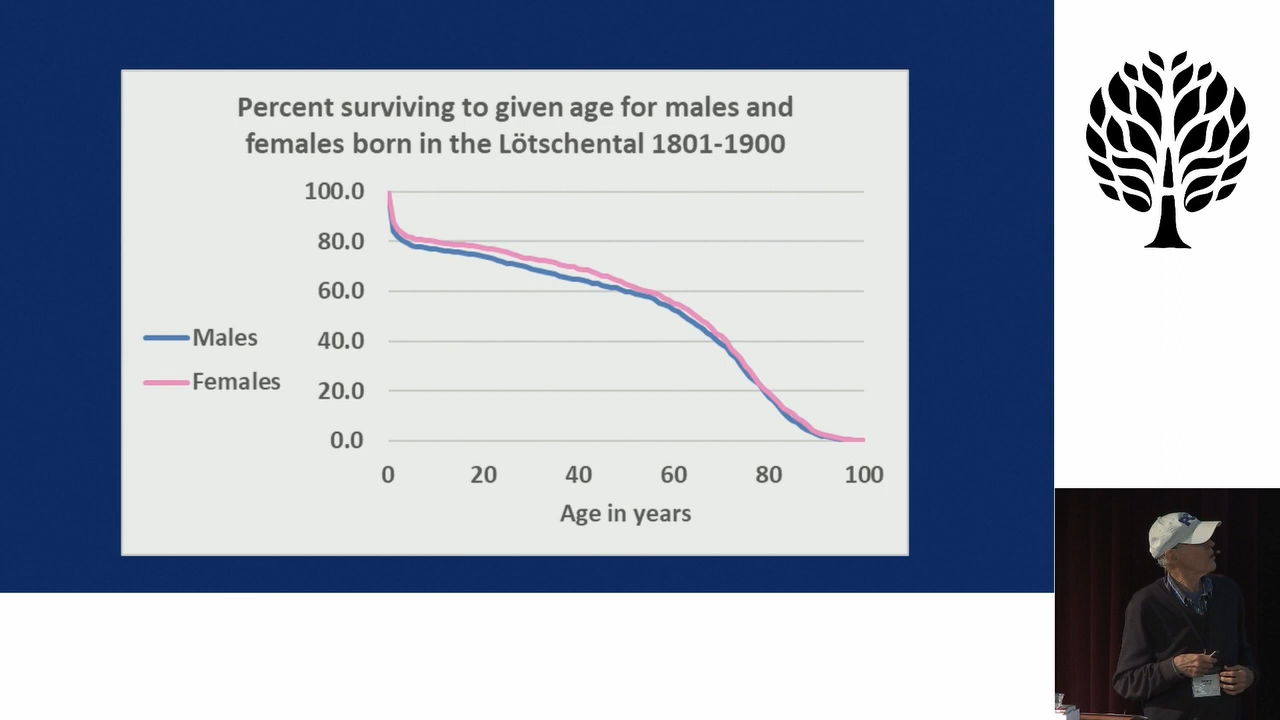 Percent surviving to given age for males and
females born in the Lötschental 1801-1900
100.0
80.0
60.0
40.0
20.0
0.0
Males
Females
0 20 40 60 80 100
Age in years